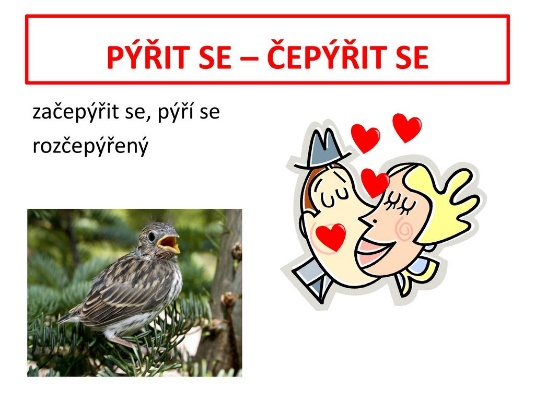 PÝŘIT SE – ČEPÝŘIT SE
začepýřit se, pýří se
rozčepýřený